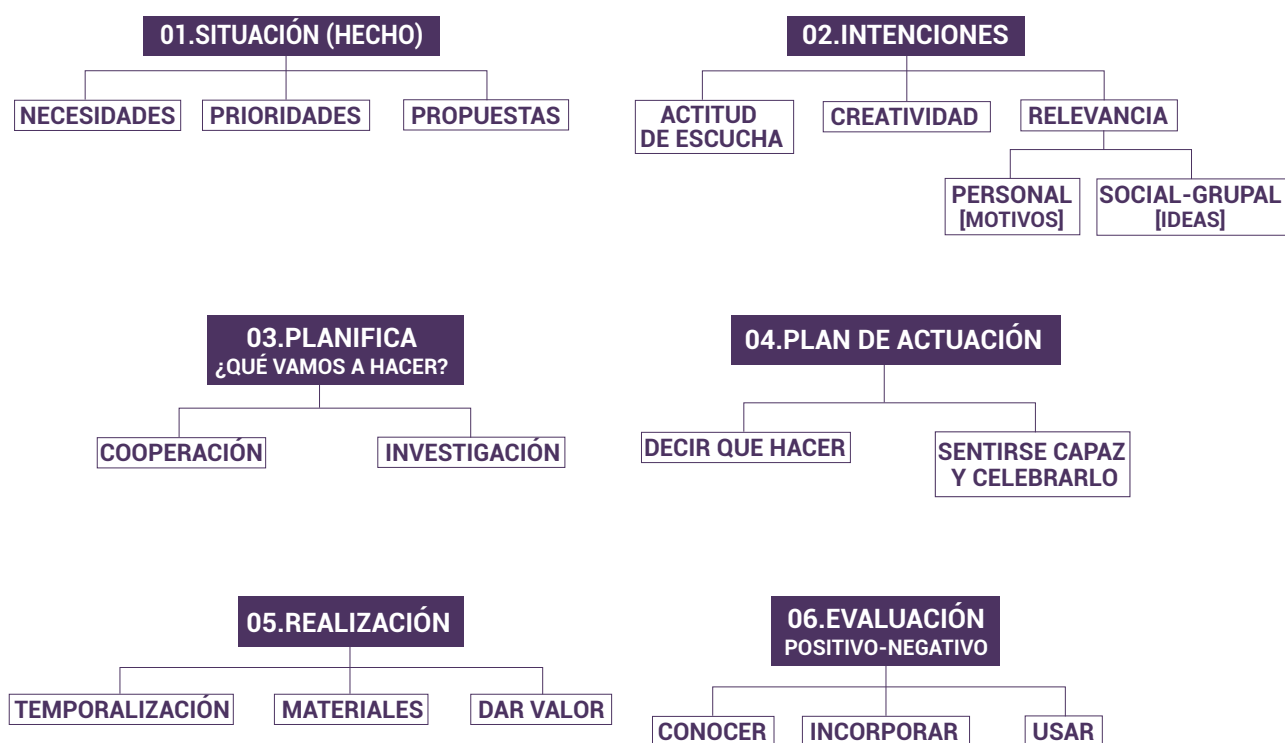 01.SITUACIÓN (HECHO)
NECESIDADES
PRIORIDADES
PROPUESTAS
02.INTENCIONES
ACTITUD
DE ESCUCHA
CREATIVIDAD
RELEVANCIA
PERSONAL
[MOTIVOS]
SOCIAL-GRUPAL
[IDEAS]
03.PLANIFICA
¿QUÉ VAMOS A HACER?
COOPERACIÓN
INVESTIGACIÓN
04.PLAN DE ACTUACIÓN
DECIR QUE HACER
SENTIRSE CAPAZ
Y CELEBRARLO
05.REALIZACIÓN
TEMPORALIZACIÓN
MATERIALES
DAR VALOR
06.EVALUACIÓN
POSITIVO-NEGATIVO
CONOCER
INCORPORAR
USAR